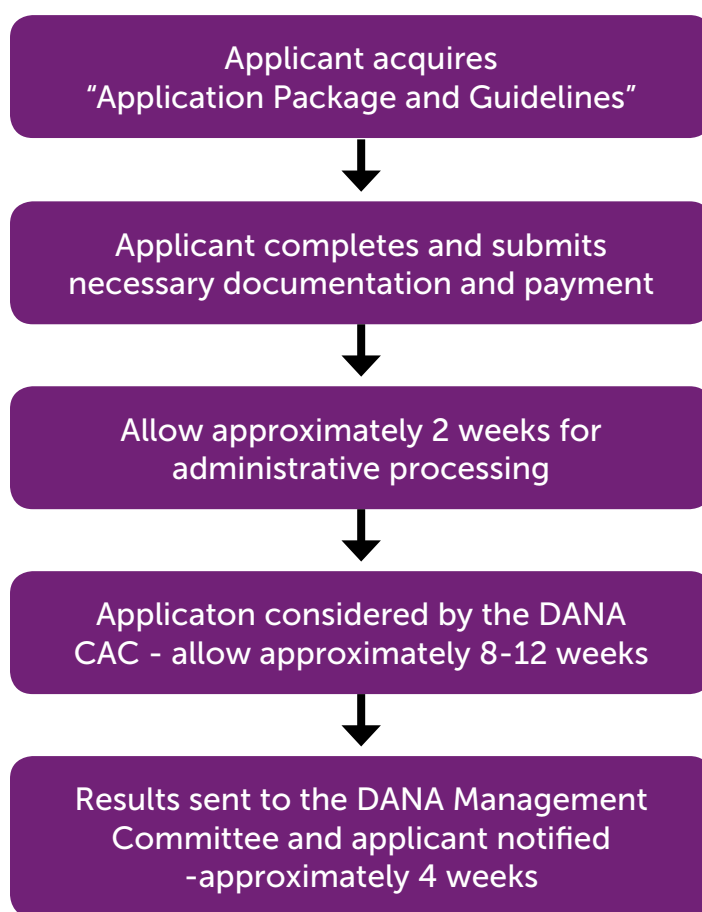 Applicant acquires
“Application Package and Guidelines”
Applicant completes and submits
necessary documentation and payment
Allow approximately 2 weeks for
administrative processing
Applicaton considered by the DANA
CAC - allow approximately 8-12 weeks
Results sent to the DANA Management
Committee and applicant notified
-approximately 4 weeks